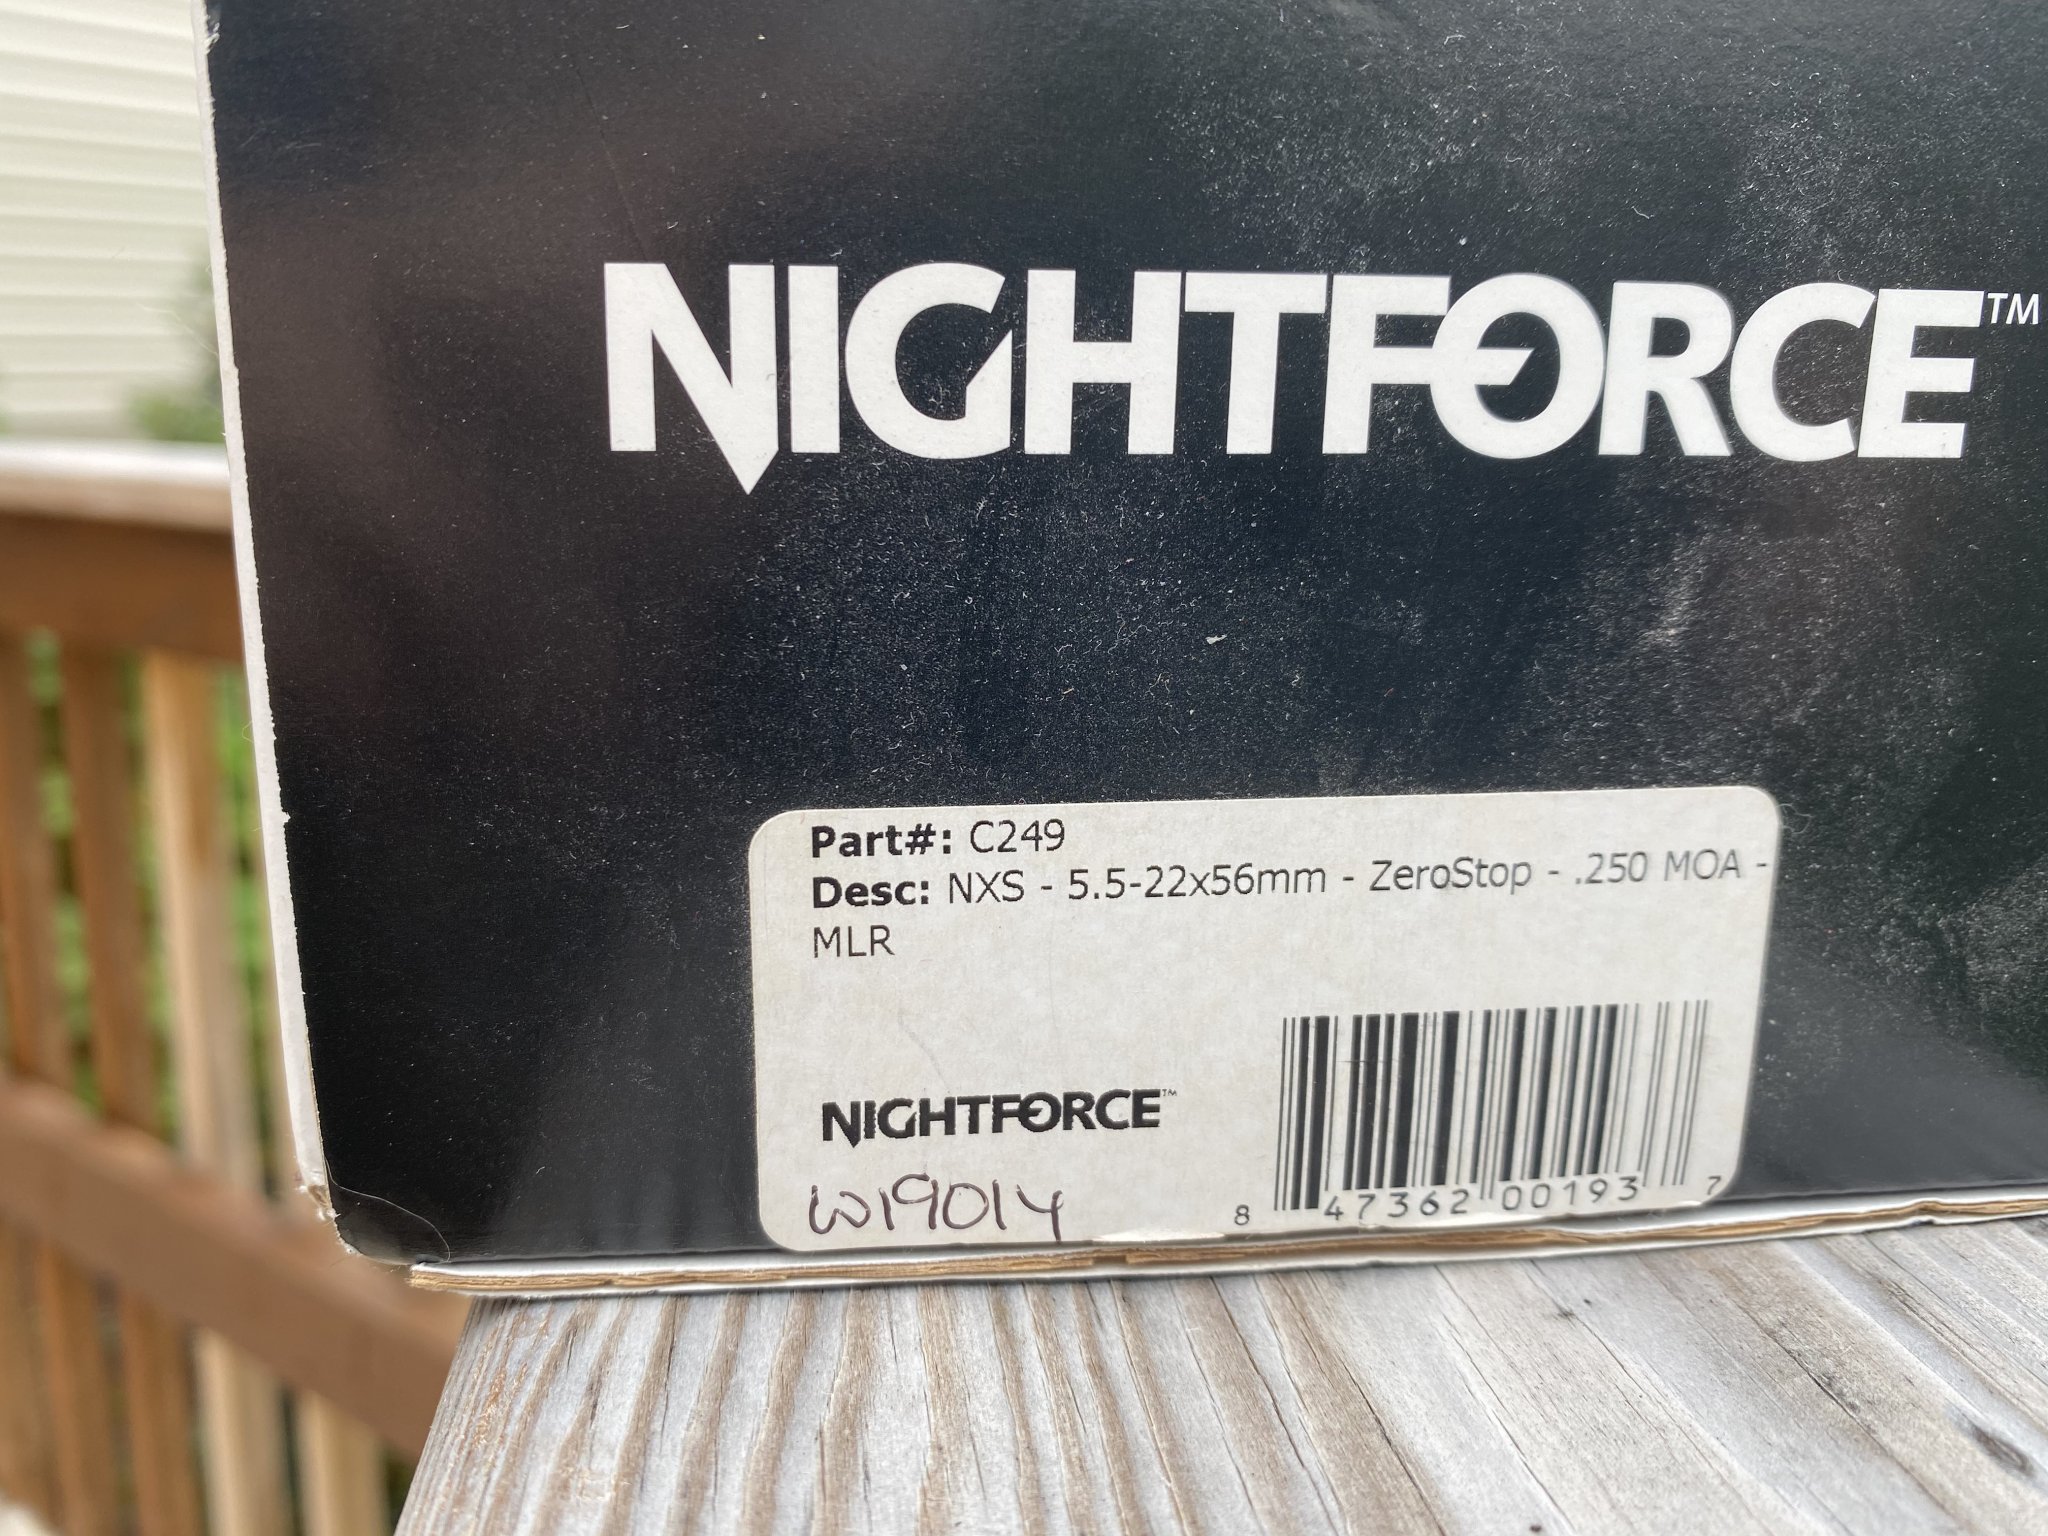 NIGHTFORCE™
Part#: C249
Desc: NXS - 5.5-22x56mm - ZeroStop - .250 MOA -
MLR
NIGHTFORCE™
W19014
8 47362 00193 7